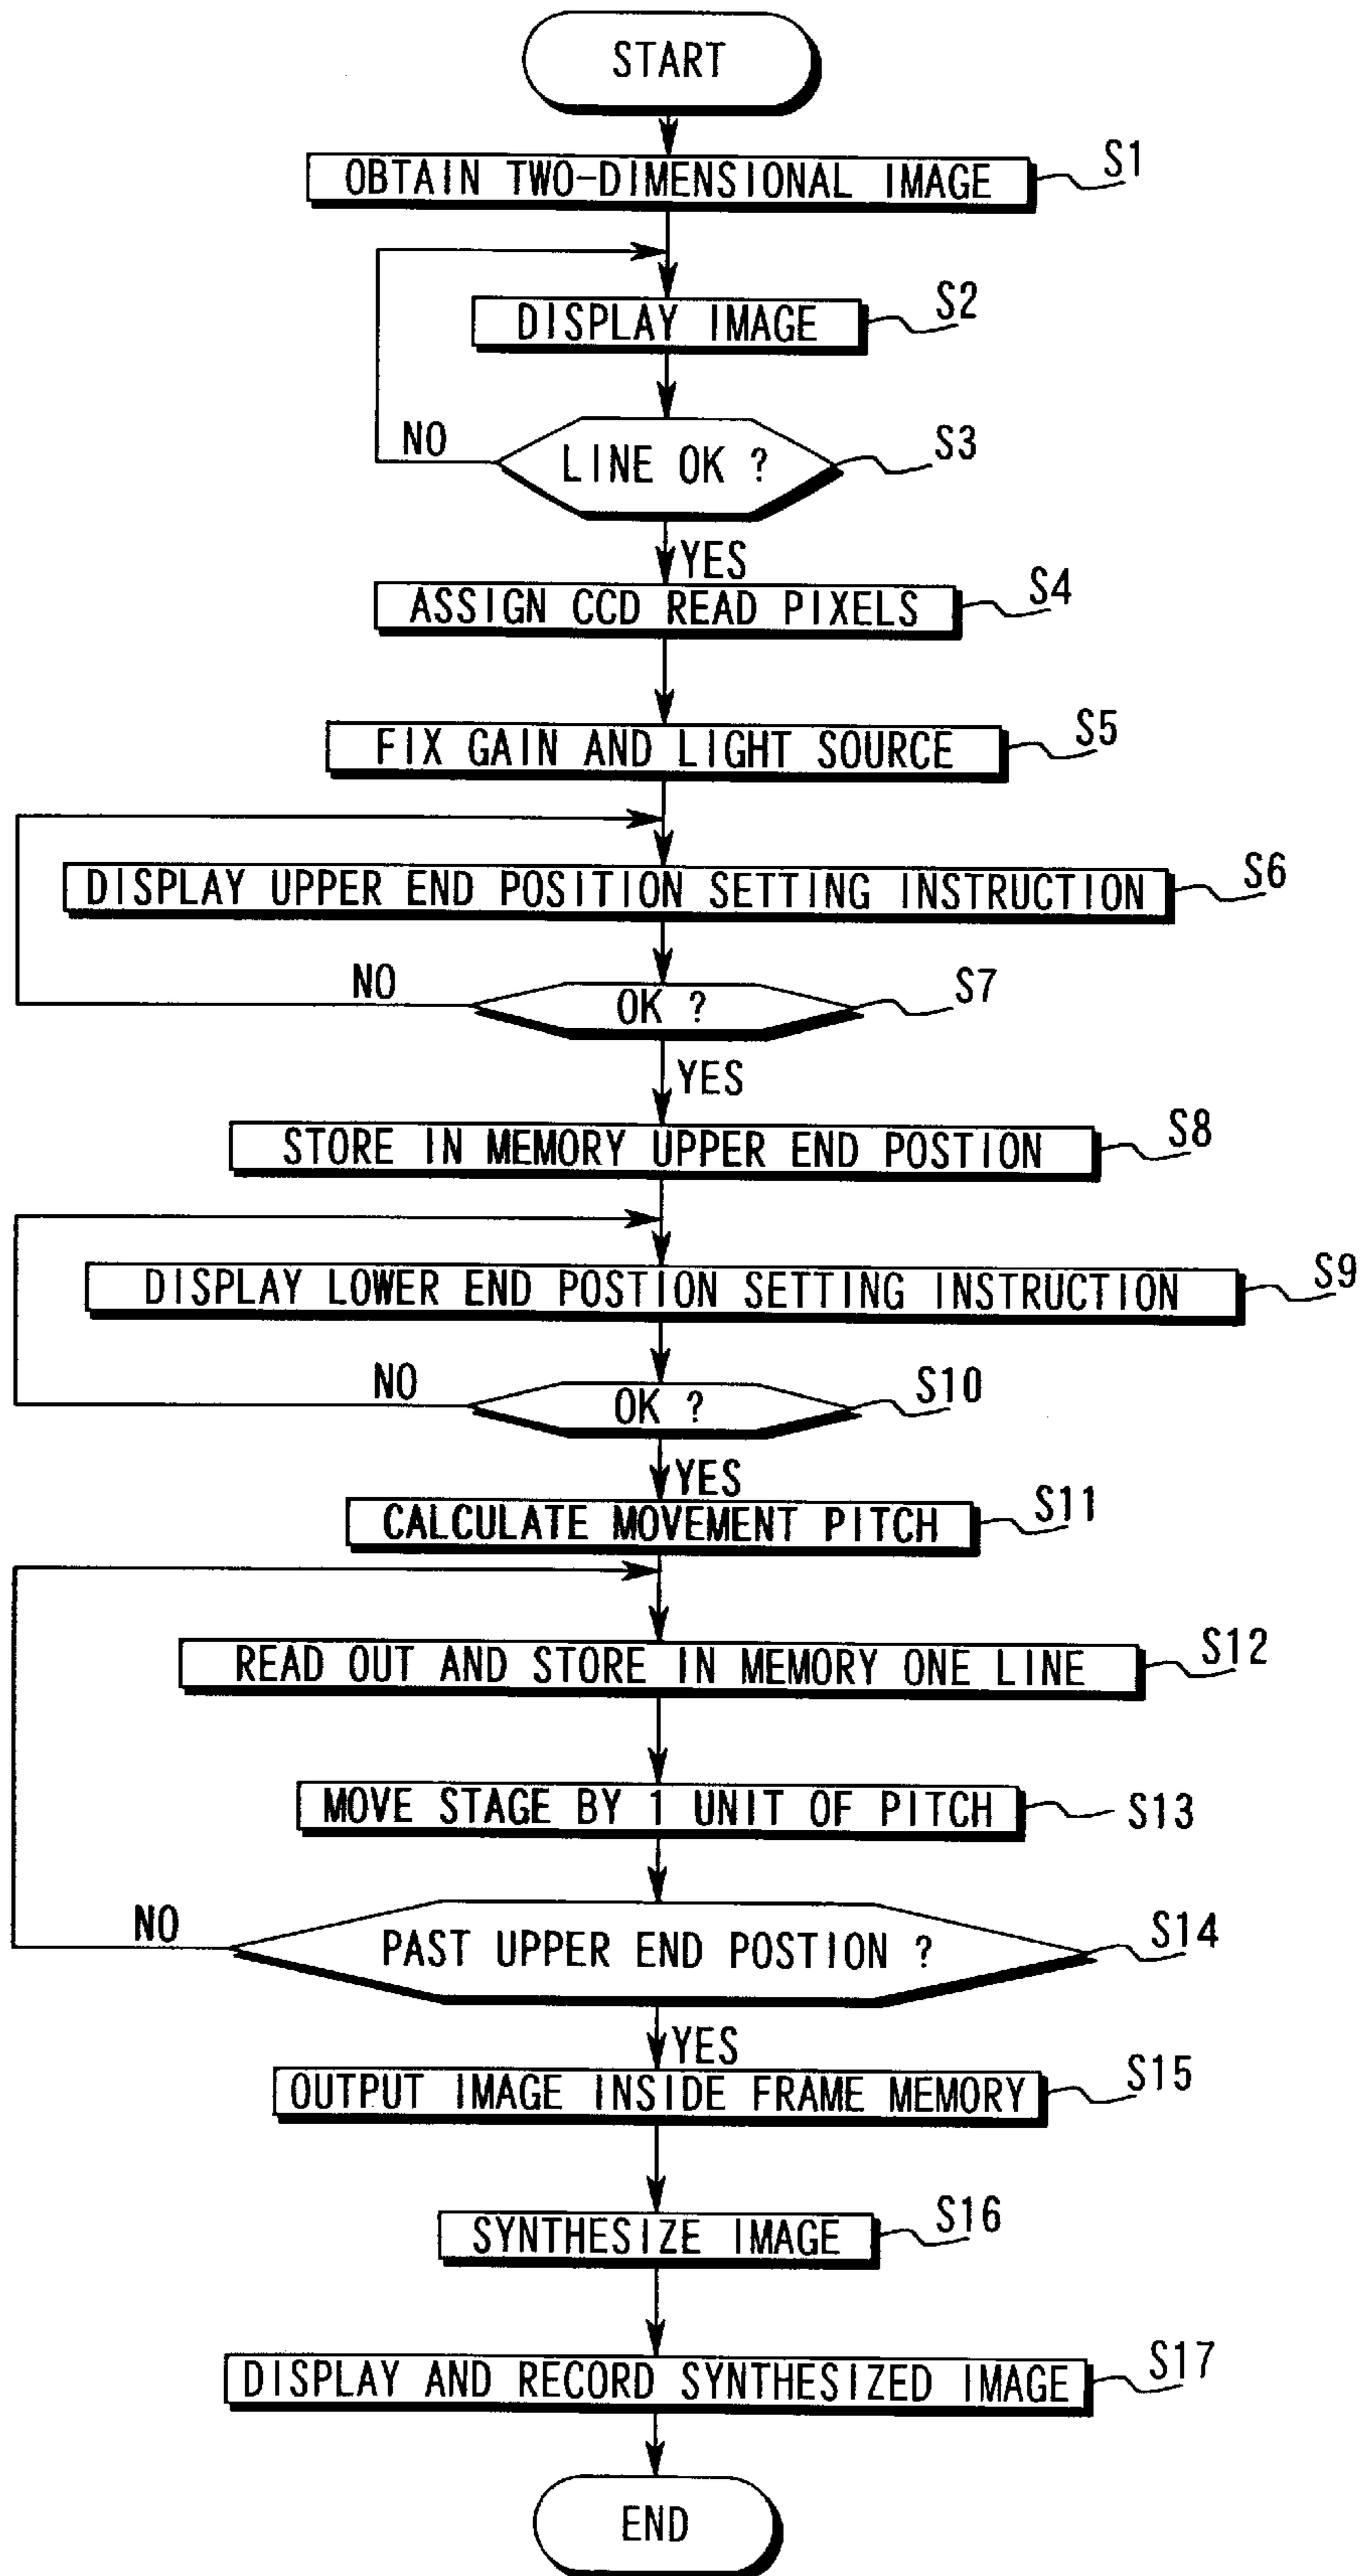 START
OBTAIN TWO-DIMENSIONAL IMAGE S1
DISPLAY IMAGE S2
NO LINE OK ? S3
YES
ASSIGN CCD READ PIXELS S4
FIX GAIN AND LIGHT SOURCE S5
DISPLAY UPPER END POSITION SETTING INSTRUCTION S6
NO OK ? S7
YES
STORE IN MEMORY UPPER END POSTION S8
DISPLAY LOWER END POSTION SETTING INSTRUCTION S9
NO OK ? S10
YES
CALCULATE MOVEMENT PITCH S11
READ OUT AND STORE IN MEMORY ONE LINE S12
MOVE STAGE BY 1 UNIT OF PITCH S13
NO PAST UPPER END POSTION ? S14
YES
OUTPUT IMAGE INSIDE FRAME MEMORY S15
SYNTHESIZE IMAGE S16
DISPLAY AND RECORD SYNTHESIZED IMAGE S17
END